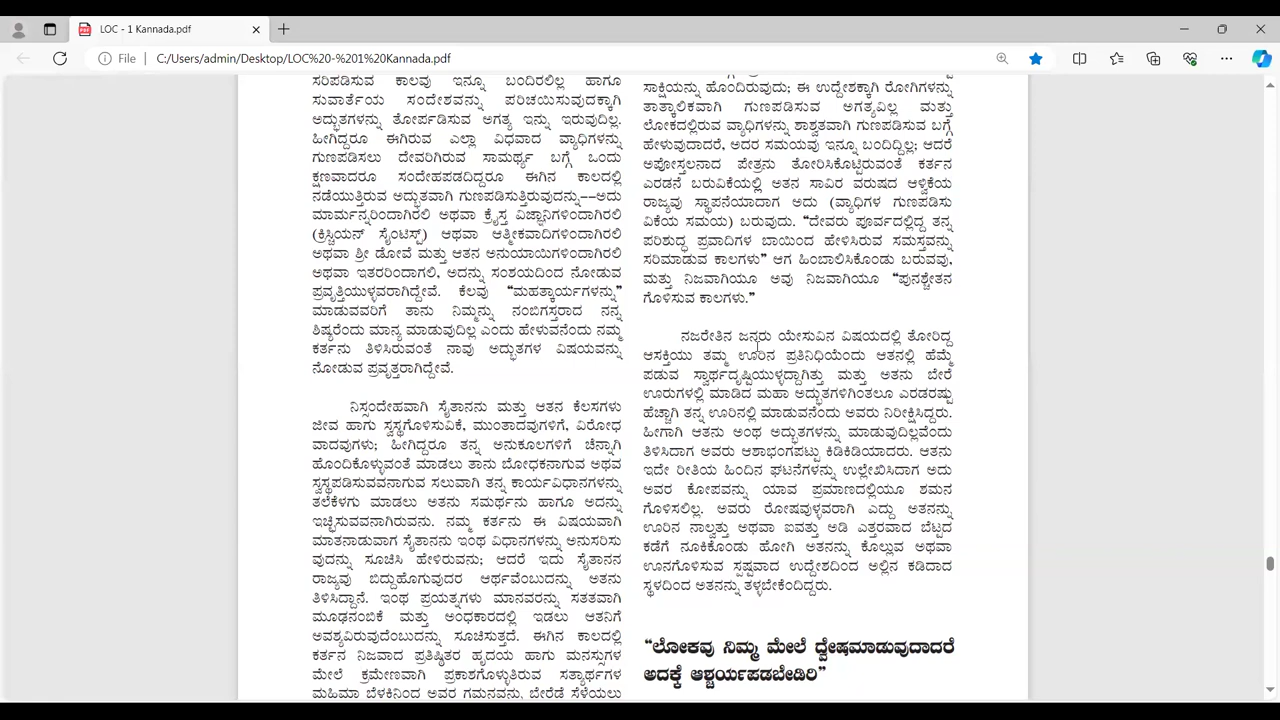 LOC - 1 Kannada.pdf
File
C:/Users/admin/Desktop/LOC%20-%201%20Kannada.pdf
ಸರಿಪಡಿಸುವ ಕಾಲವು ಇನ್ನೂ ಬಂದಿರಲಿಲ್ಲ ಹಾಗೂ
ಸುವಾರ್ತೆಯ ಸಂದೇಶವನ್ನು ಪರಿಚಯಿಸುವುದಕ್ಕಾಗಿ
ಅದ್ಭುತಗಳನ್ನು ತೋರ್ಪಡಿಸುವ ಅಗತ್ಯ ಇನ್ನು ಇರುವುದಿಲ್ಲ.
ಹೀಗಿದ್ದರೂ ಈಗಿರುವ ಎಲ್ಲಾ ವಿಧವಾದ ವ್ಯಾಧಿಗಳನ್ನು
ಗುಣಪಡಿಸಲು ದೇವರಿಗಿರುವ ಸಾಮರ್ಥ್ಯ ಬಗ್ಗೆ ಒಂದು
ಕ್ಷಣವಾದರೂ ಸಂದೇಹಪಡದಿದ್ದರೂ ಈಗಿನ ಕಾಲದಲ್ಲಿ
ನಡೆಯುತ್ತಿರುವ ಅದ್ಭುತವಾಗಿ ಗುಣಪಡಿಸುತ್ತಿರುವುದನ್ನು--ಅದು
ಮಾರ್ಮನ್ನರಿಂದಾಗಿರಲಿ ಅಥವಾ ಕ್ರೈಸ್ತ ವಿಜ್ಞಾನಿಗಳಿಂದಾಗಿರಲಿ
(ಕ್ರಿಸ್ಚಿಯನ್ ಸೈಂಟಿಸ್ಟ್) ಆಥವಾ ಆತ್ಮೀಕವಾದಿಗಳಿಂದಾಗಿರಲಿ
ಅಥವಾ ಶ್ರೀ ಡೋವೆ ಮತ್ತು ಆತನ ಅನುಯಾಯಿಗಳಿಂದಾಗಿರಲಿ
ಅಥವಾ ಇತರರಿಂದಾಗಲಿ, ಅದನ್ನು ಸಂಶಯದಿಂದ ನೋಡುವ
ಪ್ರವೃತ್ತಿಯುಳ್ಳವರಾಗಿದ್ದೇವೆ. ಕೆಲವು “ಮಹತ್ಕಾರ್ಯಗಳನ್ನು”
ಮಾಡುವವರಿಗೆ ತಾನು ನಿಮ್ಮನ್ನು ನಂಬಿಗಸ್ತರಾದ ನನ್ನ
ಶಿಷ್ಯರೆಂದು ಮಾನ್ಯ ಮಾಡುವುದಿಲ್ಲ ಎಂದು ಹೇಳುವನೆಂದು ನಮ್ಮ
ಕರ್ತನು ತಿಳಿಸಿರುವಂತೆ ನಾವು ಅದ್ಭುತಗಳ ವಿಷಯವನ್ನು
ನೋಡುವ ಪ್ರವೃತ್ತರಾಗಿದ್ದೇವೆ.
ನಿಸ್ಸಂದೇಹವಾಗಿ ಸೈತಾನನು ಮತ್ತು ಆತನ ಕೆಲಸಗಳು
ಜೀವ ಹಾಗು ಸ್ವಸ್ಥಗೊಳಿಸುವಿಕೆ, ಮುಂತಾದವುಗಳಿಗೆ, ವಿರೋಧ
ವಾದವುಗಳು; ಹೀಗಿದ್ದರೂ ತನ್ನ ಅನುಕೂಲಗಳಿಗೆ ಚೆನ್ನಾಗಿ
ಹೊಂದಿಕೊಳ್ಳುವಂತೆ ಮಾಡಲು ತಾನು ಬೋಧಕನಾಗುವ ಅಥವ
ಸ್ವಸ್ಥಪಡಿಸುವವನಾಗುವ ಸಲುವಾಗಿ ತನ್ನ ಕಾರ್ಯವಿಧಾನಗಳನ್ನು
ತಲೆಕೆಳಗು ಮಾಡಲು ಅತನು ಸಮರ್ಥನು ಹಾಗೂ ಅದನ್ನು
ಇಚ್ಛಿಸುವವನಾಗಿರುವನು. ನಮ್ಮ ಕರ್ತನು ಈ ವಿಷಯವಾಗಿ
ಮಾತನಾಡುವಾಗ ಸೈತಾನನು ಇಂಥ ವಿಧಾನಗಳನ್ನು ಅನುಸರಿಸು
ವುದನ್ನು ಸೂಚಿಸಿ ಹೇಳಿರುವನು; ಆದರೆ ಇದು ಸೈತಾನನ
ರಾಜ್ಯವು ಬಿದ್ದುಹೊಗುವುದರ ಆರ್ಥವೆಂಬುದನ್ನು ಅತನು
ತಿಳಿಸಿದ್ದಾನೆ. ಇಂಥ ಪ್ರಯತ್ನಗಳು ಮಾನವರನ್ನು ಸತತವಾಗಿ
ಮೂಢನಂಬಿಕೆ ಮತ್ತು ಅಂಧಕಾರದಲ್ಲಿ ಇಡಲು ಆತನಿಗೆ
ಅವಶ್ಯವಿರುವುದೆಂಬುದನ್ನು ಸೂಚಿಸುತ್ತದೆ. ಈಗಿನ ಕಾಲದಲ್ಲಿ
ಕರ್ತನ ನಿಜವಾದ ಪ್ರತಿಷ್ಠಿತರ ಹೃದಯ ಹಾಗು ಮನಸ್ಸುಗಳ
ಮೇಲೆ ಕ್ರಮೇಣವಾಗಿ ಪ್ರಕಾಶಗೊಳ್ಳುತಿರುವ ಸತ್ಯಾರ್ಥಗಳ
ಮಹಿಮಾ ಬೆಳಕಿನಿಂದ ಅವರ ಗಮನವನು, ಬೇರೆಡೆ ಸೆಳೆಯಲು
ಸಾಕ್ಷಿಯನ್ನು ಹೊಂದಿರುವುದು; ಈ ಉದ್ದೇಶಕ್ಕಾಗಿ ರೋಗಿಗಳನ್ನು
ತಾತ್ಕಾಲಿಕವಾಗಿ ಗುಣಪಡಿಸುವ ಅಗತ್ಯವಿಲ್ಲ ಮತ್ತು
ಲೋಕದಲ್ಲಿರುವ ವ್ಯಾಧಿಗಳನ್ನು ಶಾಶ್ವತವಾಗಿ ಗುಣಪಡಿಸುವ ಬಗ್ಗೆ
ಹೇಳುವುದಾದರೆ, ಅದರ ಸಮಯವು ಇನ್ನೂ ಬಂದಿದ್ದಿಲ್ಲ; ಆದರೆ
ಅಪೋಸ್ತಲನಾದ ಪೇತ್ರನು ತೋರಿಸಿಕೊಟ್ಟಿರುವಂತೆ ಕರ್ತನ
ಎರಡನೆ ಬರುವಿಕೆಯಲ್ಲಿ ಅತನ ಸಾವಿರ ವರುಷದ ಆಳ್ವಿಕೆಯ
ರಾಜ್ಯವು ಸ್ಥಾಪನೆಯಾದಾಗ ಅದು (ವ್ಯಾಧಿಗಳ ಗುಣಪಡಿಸು
ವಿಕೆಯ ಸಮಯ) ಬರುವುದು. “ದೇವರು ಪೂರ್ವದಲ್ಲಿದ್ದ ತನ್ನ
ಪರಿಶುದ್ಧ ಪ್ರವಾದಿಗಳ ಬಾಯಿಂದ ಹೇಳಿಸಿರುವ ಸಮಸ್ತವನ್ನು
ಸರಿಮಾಡುವ ಕಾಲಗಳು” ಆಗ ಹಿಂಬಾಲಿಸಿಕೊಂಡು ಬರುವವು,
ಮತ್ತು ನಿಜವಾಗಿಯೂ ಅವು ನಿಜವಾಗಿಯೂ “ಪುನಶ್ಚೇತನ
ಗೊಳಿಸುವ ಕಾಲಗಳು.”
ನಜರೇತಿನ ಜನರು ಯೇಸುವಿನ ವಿಷಯದಲ್ಲಿ ತೋರಿದ್ದ
ಆಸಕ್ತಿಯು ತಮ್ಮ ಊರಿನ ಪ್ರತಿನಿಧಿಯೆಂದು ಆತನಲ್ಲಿ ಹೆಮ್ಮೆ
ಪಡುವ ಸ್ವಾರ್ಥದೃಷ್ಟಿಯುಳ್ಳದ್ದಾಗಿತ್ತು ಮತ್ತು ಅತನು ಬೇರೆ
ಊರುಗಳಲ್ಲಿ ಮಾಡಿದ ಮಹಾ ಅದ್ಭುತಗಳಿಗಿಂತಲೂ ಎರಡರಷ್ಟು
ಹೆಚ್ಚಾಗಿ ತನ್ನ ಊರಿನಲ್ಲಿ ಮಾಡುವನೆಂದು ಅವರು ನಿರೀಕ್ಷಿಸಿದ್ದರು.
ಹೀಗಾಗಿ ಆತನು ಅಂಥ ಅದ್ಭುತಗಳನ್ನು ಮಾಡುವುದಿಲ್ಲವೆಂದು
ತಿಳಿಸಿದಾಗ ಅವರು ಆಶಾಭಂಗಪಟ್ಟು ಕಿಡಿಕಿಡಿಯಾದರು. ಆತನು
ಇದೇ ರೀತಿಯ ಹಿಂದಿನ ಘಟನೆಗಳನ್ನು ಉಲ್ಲೇಖಿಸಿದಾಗ ಅದು
ಅವರ ಕೋಪವನ್ನು ಯಾವ ಪ್ರಮಾಣದಲ್ಲಿಯೂ ಶಮನ
ಗೊಳಿಸಲಿಲ್ಲ. ಅವರು ರೋಷವುಳ್ಳವರಾಗಿ ಎದ್ದು ಅತನನ್ನು
ಊರಿನ ನಾಲ್ವತ್ತು ಅಥವಾ ಐವತ್ತು ಅಡಿ ಎತ್ತರವಾದ ಬೆಟ್ಟದ
ಕಡೆಗೆ ನೂಕಿಕೊಂಡು ಹೋಗಿ ಅತನನ್ನು ಕೊಲ್ಲುವ ಅಥವಾ
ಊನಗೊಳಿಸುವ ಸ್ಪಷ್ಟವಾದ ಉದ್ದೇಶದಿಂದ ಅಲ್ಲಿನ ಕಡಿದಾದ
ಸ್ಥಳದಿಂದ ಅತನನ್ನು ತಳ್ಳಬೇಕೆಂದಿದ್ದರು.
“ಲೋಕವು ನಿಮ್ಮ ಮೇಲೆ ದ್ವೇಷಮಾಡುವುದಾದರೆ
ಅದಕ್ಕೆ ಆಶ್ಚರ್ಯಪಡಬೇಡಿರಿ”